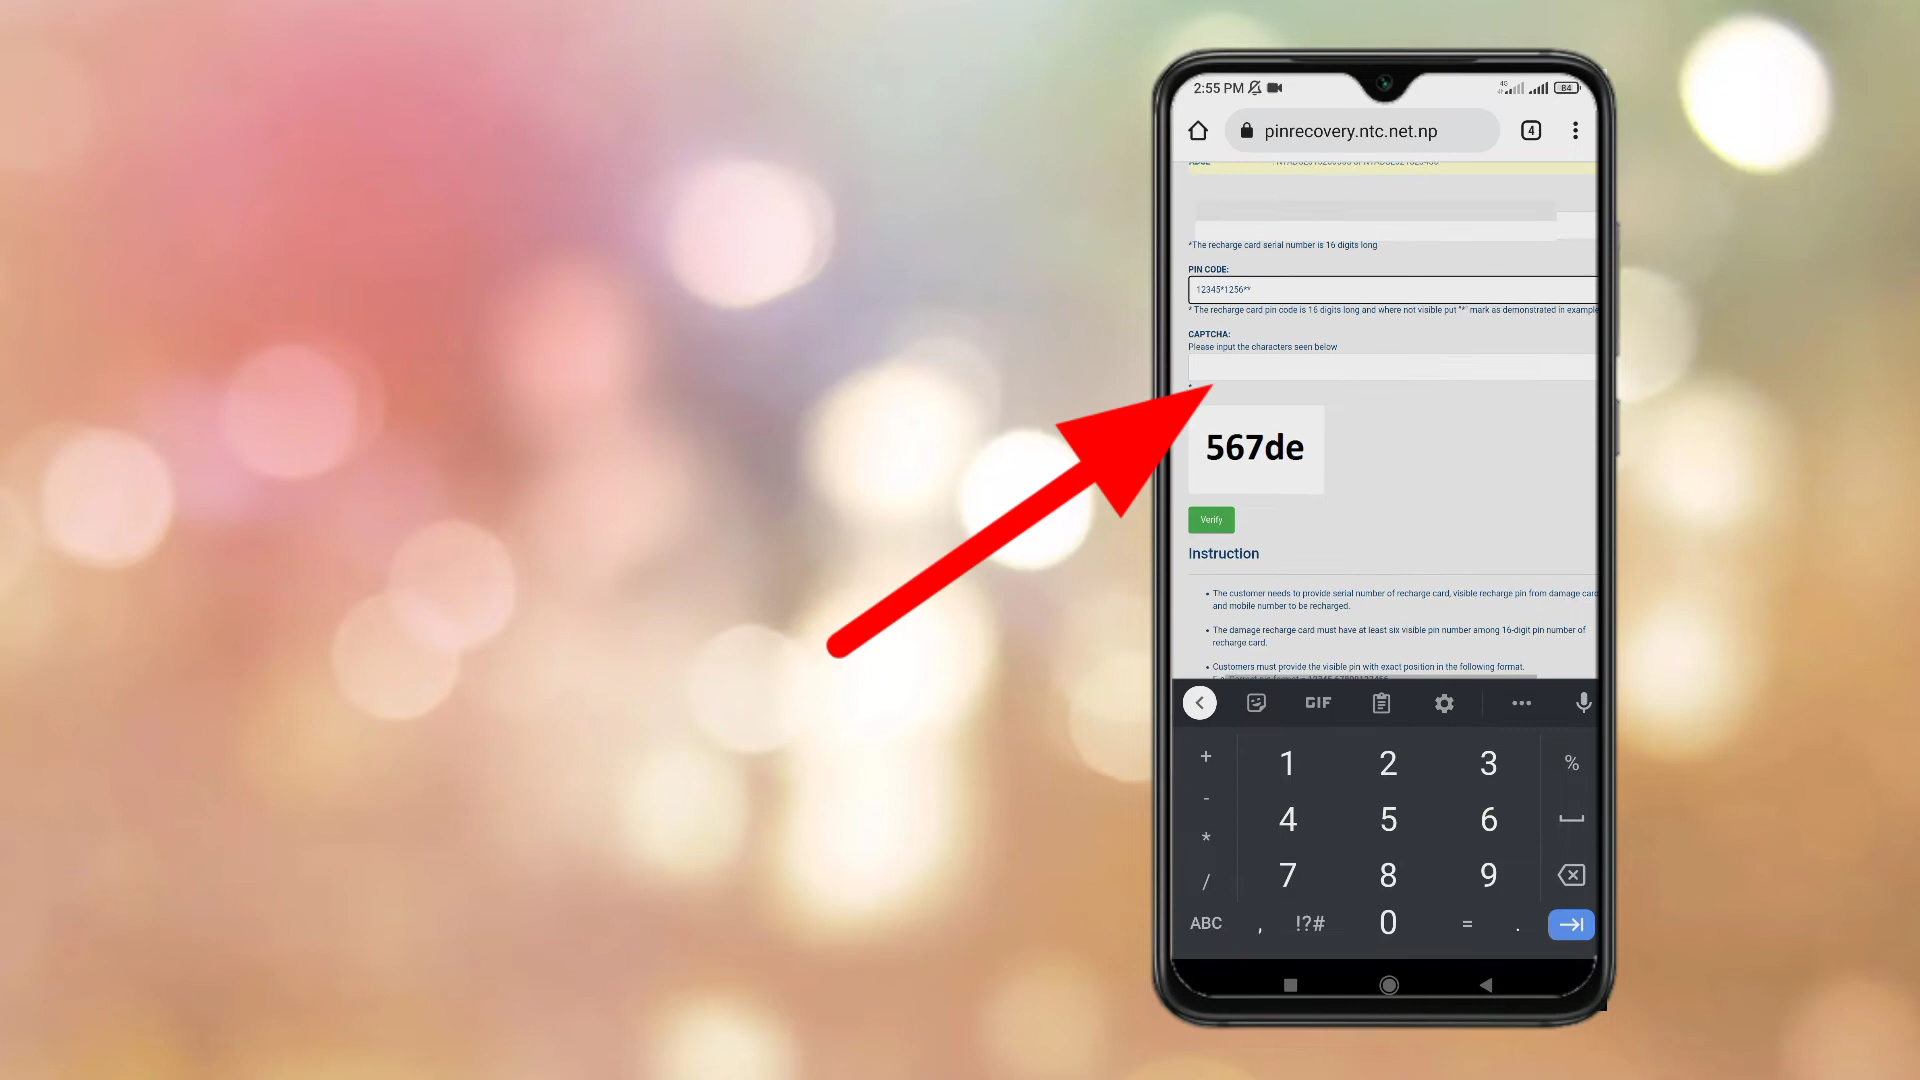 2:55 PM 4G 84
pinrecovery.ntc.net.np 4
*The recharge card serial number is 16 digits long
PIN CODE:
12345*1256**
* The recharge card pin code is 16 digits long and where not visible put "*" mark as demonstrated in example
CAPTCHA:
Please input the characters seen below
*
567de
Verify
Instruction
• The customer needs to provide serial number of recharge card, visible recharge pin from damage card
and mobile number to be recharged.
• The damage recharge card must have at least six visible pin number among 16-digit pin number of
recharge card.
• Customers must provide the visible pin with exact position in the following format.
GIF
+ 1 2 3 %
- 4 5 6
* 7 8 9
/
ABC , !?# 0 = .